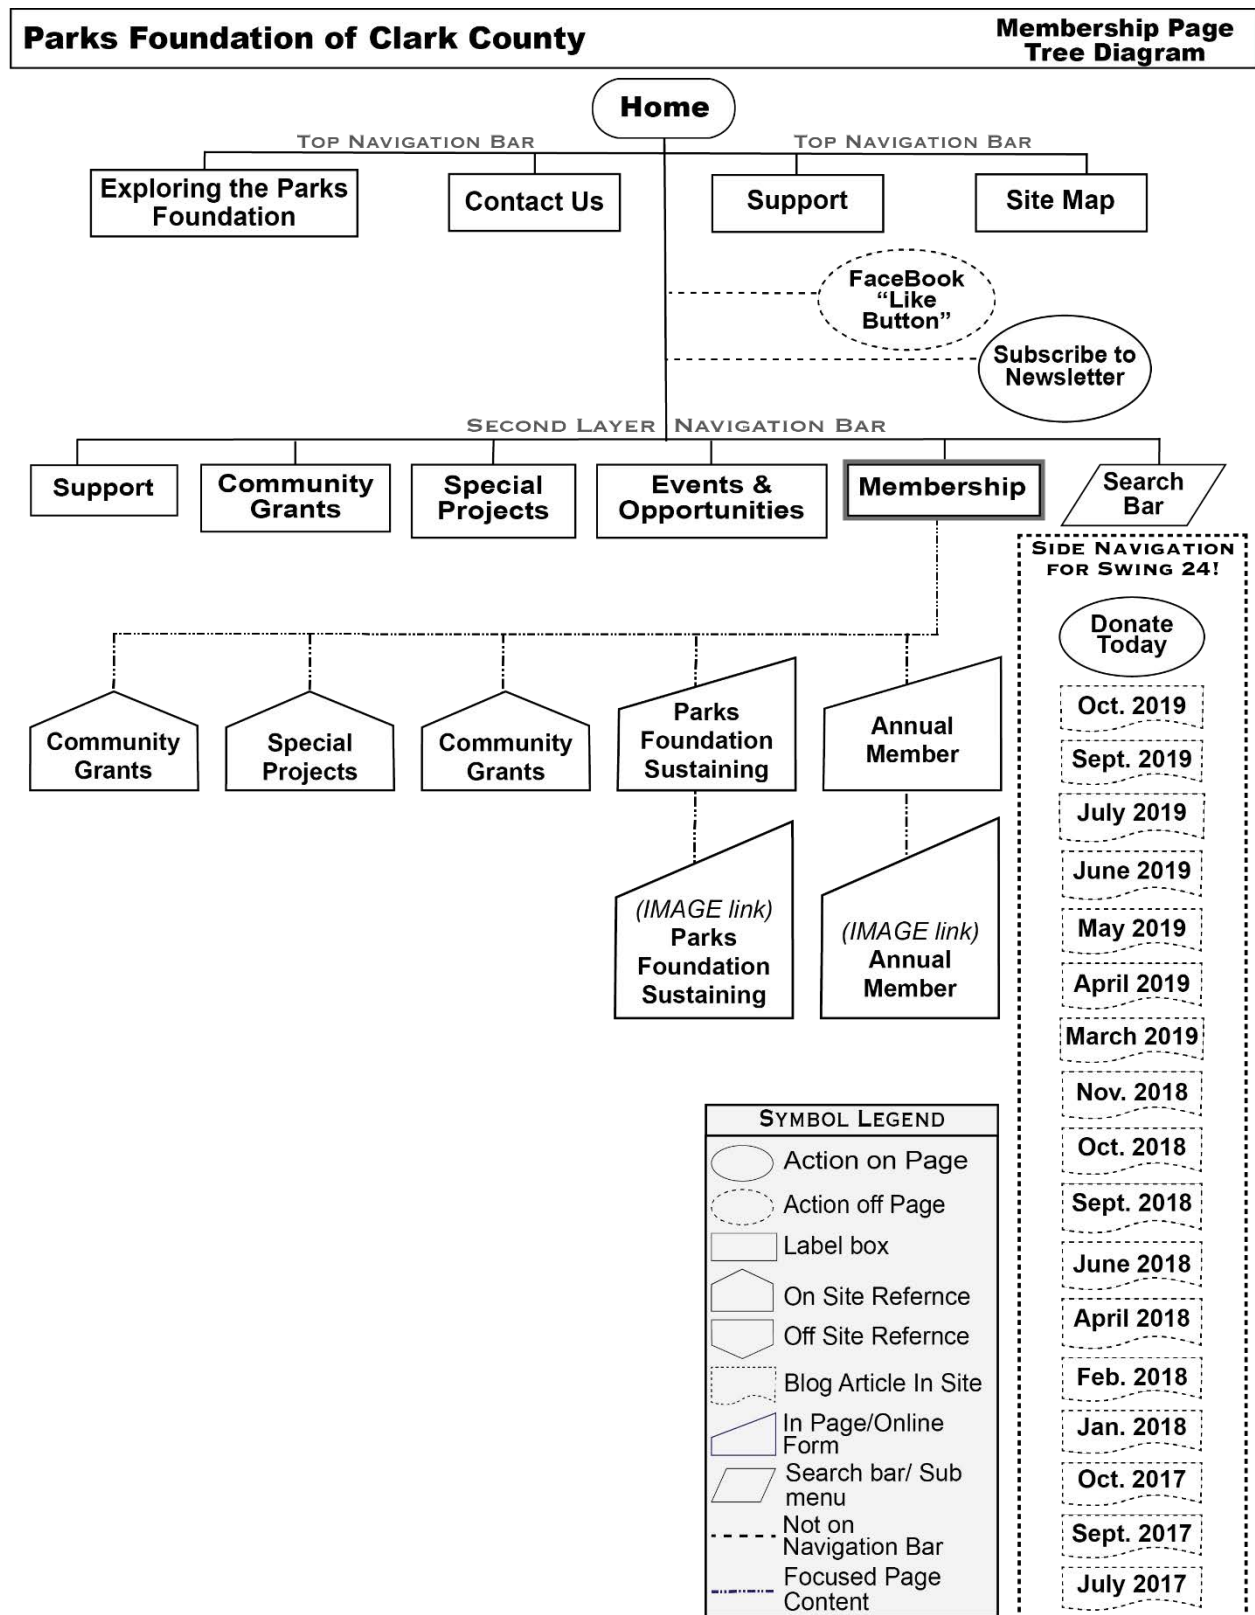 Parks Foundation of Clark County
Membership Page
Tree Diagram
Home
TOP NAVIGATION BAR
TOP NAVIGATION BAR
Exploring the Parks
Foundation
Contact Us
Support
Site Map
FaceBook
“Like
Button”
Subscribe to
Newsletter
SECOND LAYER NAVIGATION BAR
Support
Community
Grants
Special
Projects
Events &
Opportunities
Membership
Search
Bar
SIDE NAVIGATION
FOR SWING 24!
Donate
Today
Oct. 2019
Sept. 2019
July 2019
June 2019
May 2019
April 2019
March 2019
Nov. 2018
Oct. 2018
Sept. 2018
June 2018
April 2018
Feb. 2018
Jan. 2018
Oct. 2017
Sept. 2017
July 2017
Community
Grants
Special
Projects
Community
Grants
Parks
Foundation
Sustaining
Annual
Member
(IMAGE link)
Parks
Foundation
Sustaining
(IMAGE link)
Annual
Member
SYMBOL LEGEND
Action on Page
Action off Page
Label box
On Site Refernce
Off Site Refernce
Blog Article In Site
In Page/Online
Form
Search bar/ Sub
menu
Not on
Navigation Bar
Focused Page
Content